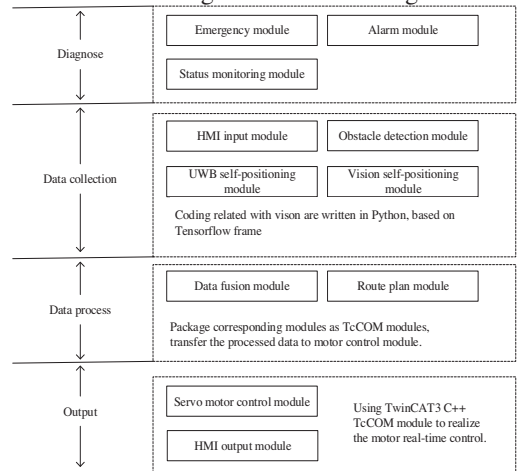 Emergency module
Alarm module
Diagnose
Status monitoring module
HMI input module
Obstacle detection module
Data collection
UWB self-positioning
module
Vision self-positioning
module
Coding related with vison are written in Python, based on
Tensorflow frame
Data fusion module
Route plan module
Data process
Package corresponding modules as TcCOM modules,
transfer the processed data to motor control module.
Output
Servo motor control module
HMI output module
Using TwinCAT3 C++
TcCOM module to realize
the motor real-time control.